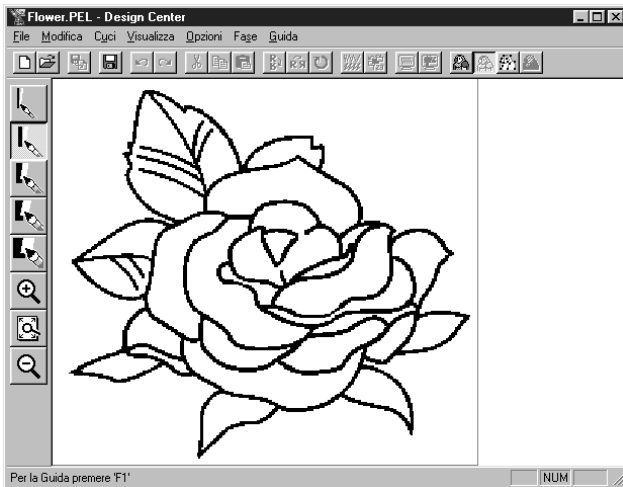 Flower.PEL - Design Center
File Modifica Cuci Visualizza Opzioni Fase Guida
Per la Guida premere 'F1'
NUM